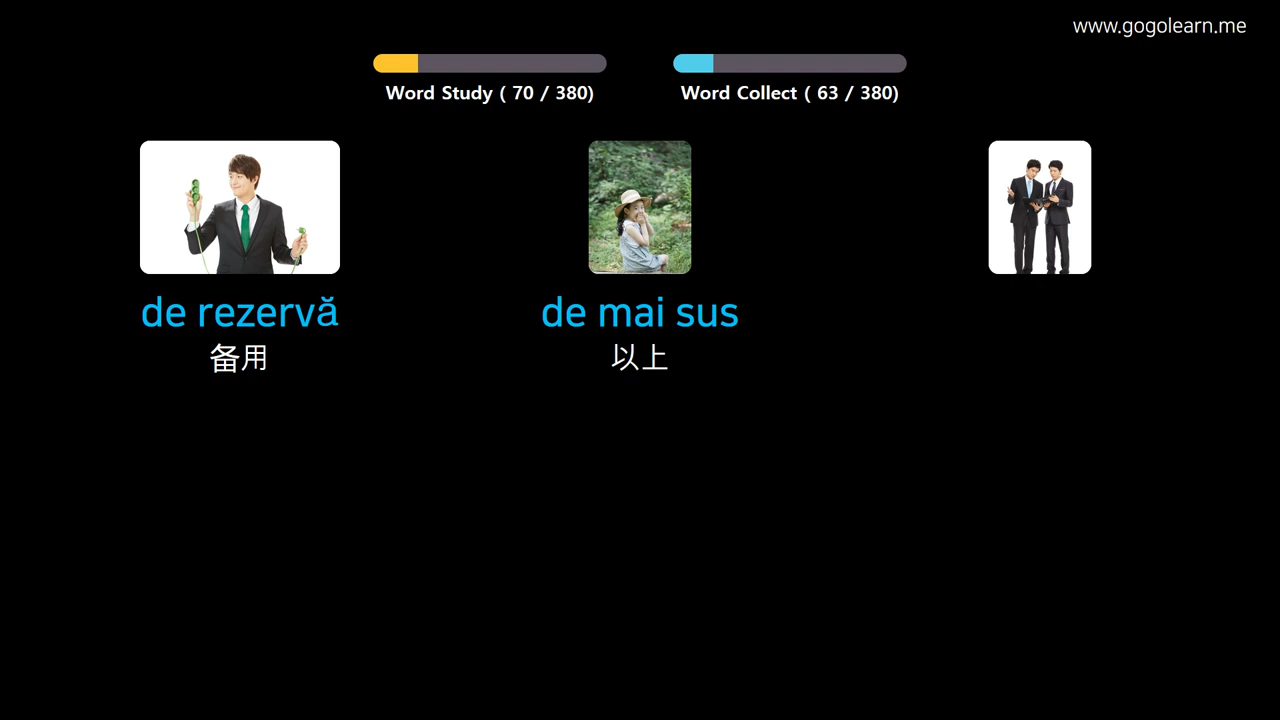 www.gogolearn.me
Word Study ( 70 / 380)
Word Collect ( 63 / 380)
de rezervă
备用
de mai sus
以上